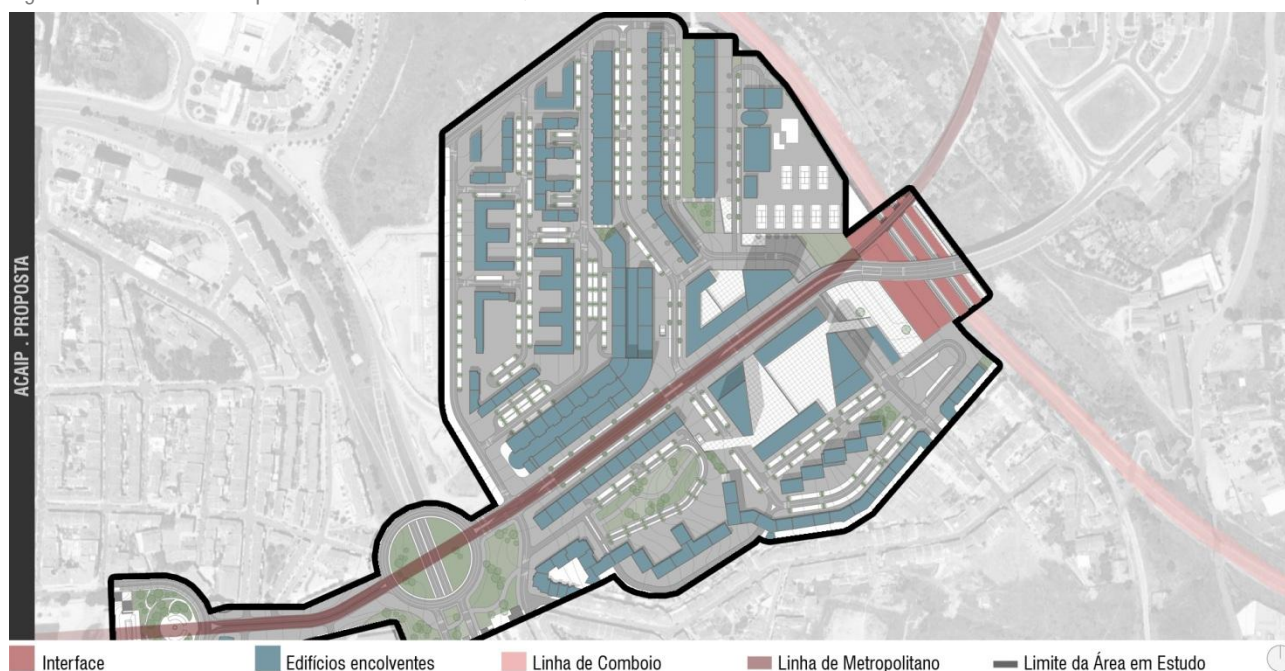 ACAIP . PROPOSTA
Interface
Edifícios encolventes
Linha de Comboio
Linha de Metropolitano
Limite da Área em Estudo